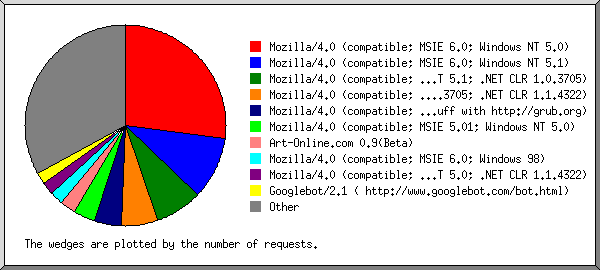 Mozilla/4.0 (compatible; MSIE 6.0; Windows NT 5.0)
Mozilla/4.0 (compatible; MSIE 6.0; Windows NT 5.1)
Mozilla/4.0 (compatible; ...T 5.1; .NET CLR 1.0.3705)
Mozilla/4.0 (compatible; ....3705; .NET CLR 1.1.4322)
Mozilla/4.0 (compatible; ...uff with http://grub.org)
Mozilla/4.0 (compatible; MSIE 5.01; Windows NT 5.0)
Art-Online.com 0.9(Beta)
Mozilla/4.0 (compatible; MSIE 6.0; Windows 98)
Mozilla/4.0 (compatible; ...T 5.0; .NET CLR 1.1.4322)
Googlebot/2.1 ( http://www.googlebot.com/bot.html)
Other
The wedges are plotted by the number of requests.